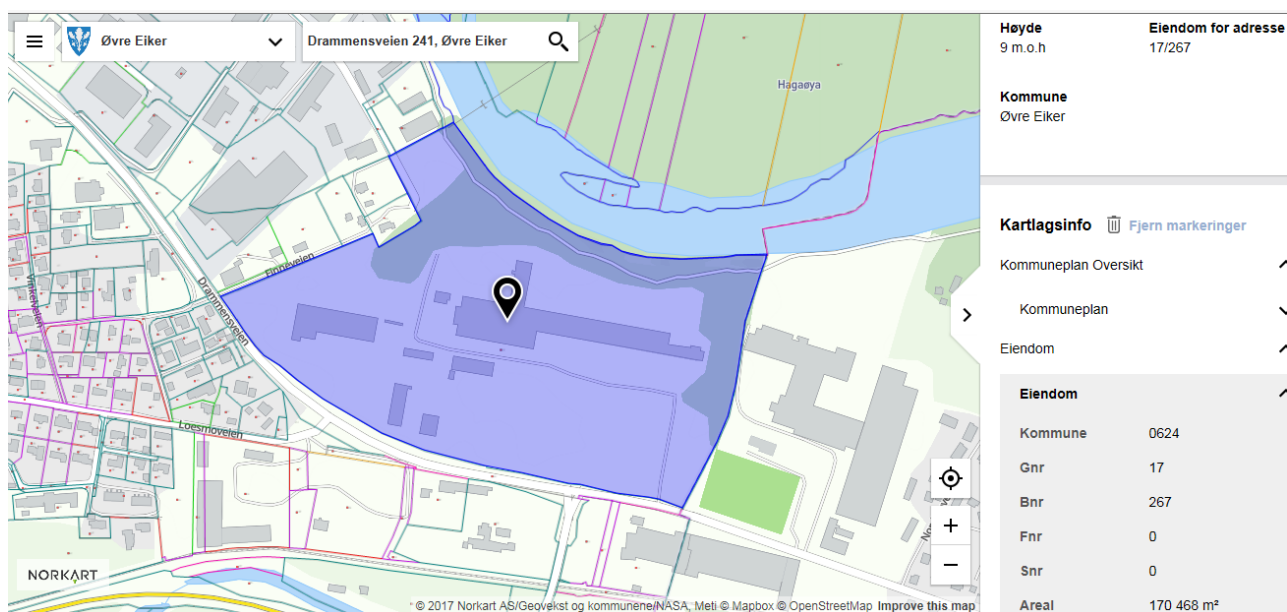 Øvre Eiker
Drammensveien 241, Øvre Eiker
Hagaøya
Finneveien
Drammensveien
Vinkelveien
Loesmoveien
NORKART
© 2017 Norkart AS/Geovekst og kommunene/NASA, Meti © Mapbox © OpenStreetMap Improve this map
Høyde Eiendom for adresse
9 m.o.h 17/267
Kommune
Øvre Eiker
Kartlagsinfo Fjern markeringer
Kommuneplan Oversikt
Kommuneplan
Eiendom
Eiendom
Kommune 0624
Gnr 17
Bnr 267
Fnr 0
Snr 0
Areal 170 468 m²